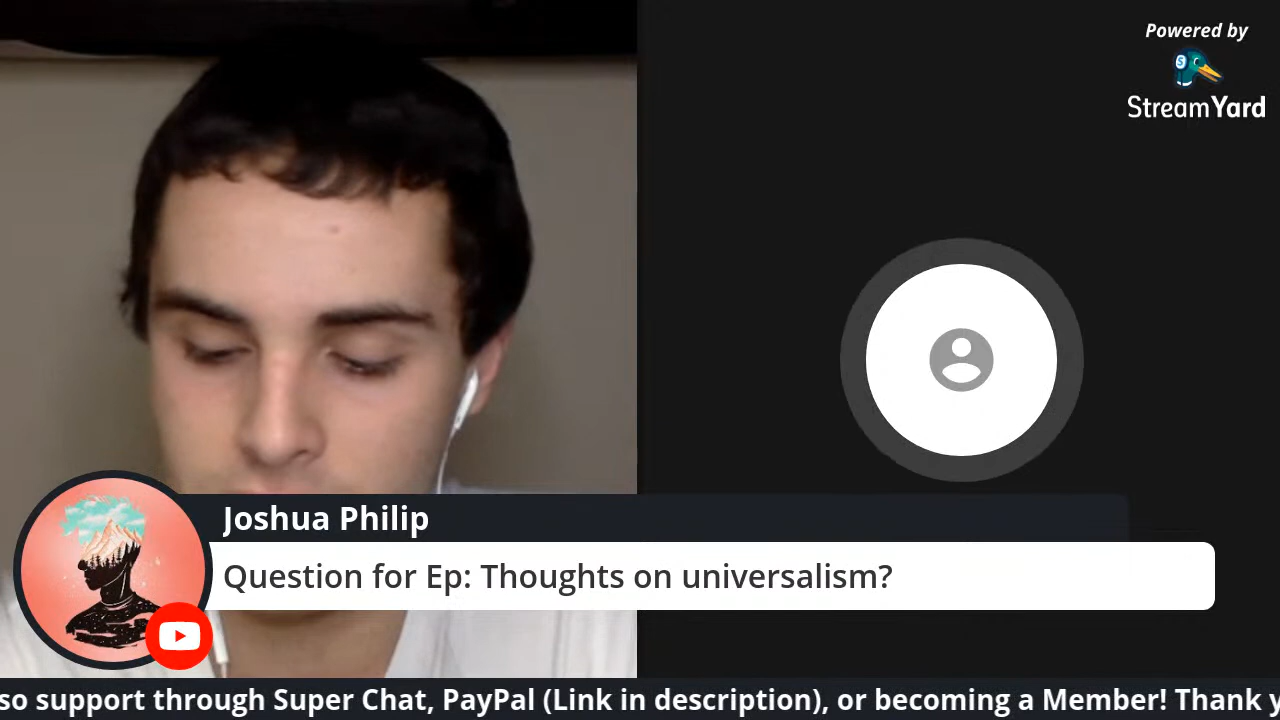 Powered by
StreamYard
Joshua Philip
Question for Ep: Thoughts on universalism?
so support through Super Chat, PayPal (Link in description), or becoming a Member! Thank y